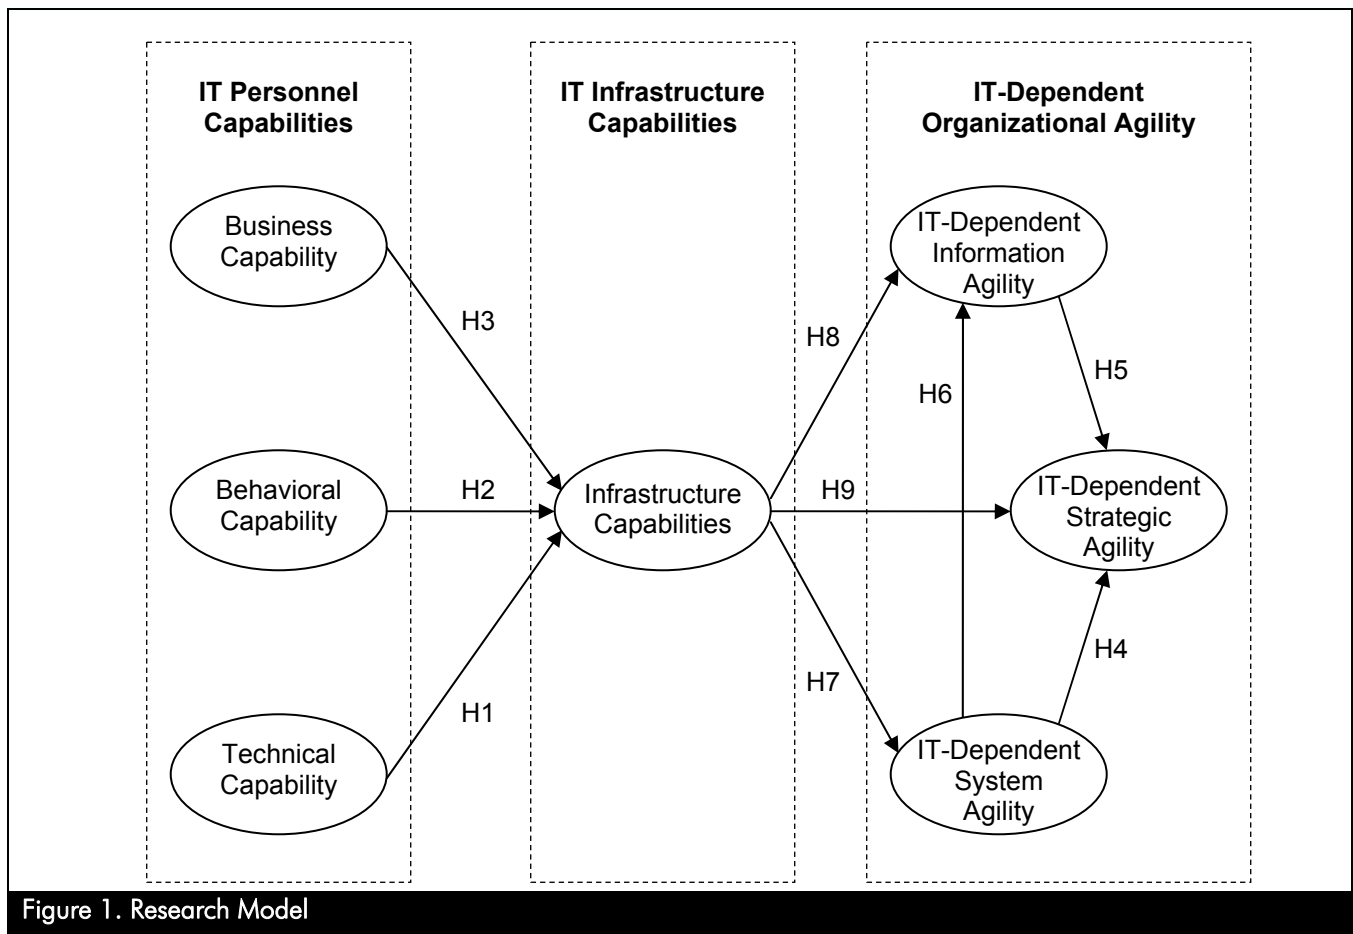 IT Personnel
Capabilities
IT Infrastructure
Capabilities
IT-Dependent
Organizational Agility
Business
Capability
IT-Dependent
Information
Agility
H3
H8
H5
H6
Behavioral
Capability
H2
Infrastructure
Capabilities
H9
IT-Dependent
Strategic
Agility
H4
H7
H1
Technical
Capability
IT-Dependent
System
Agility
Figure 1. Research Model